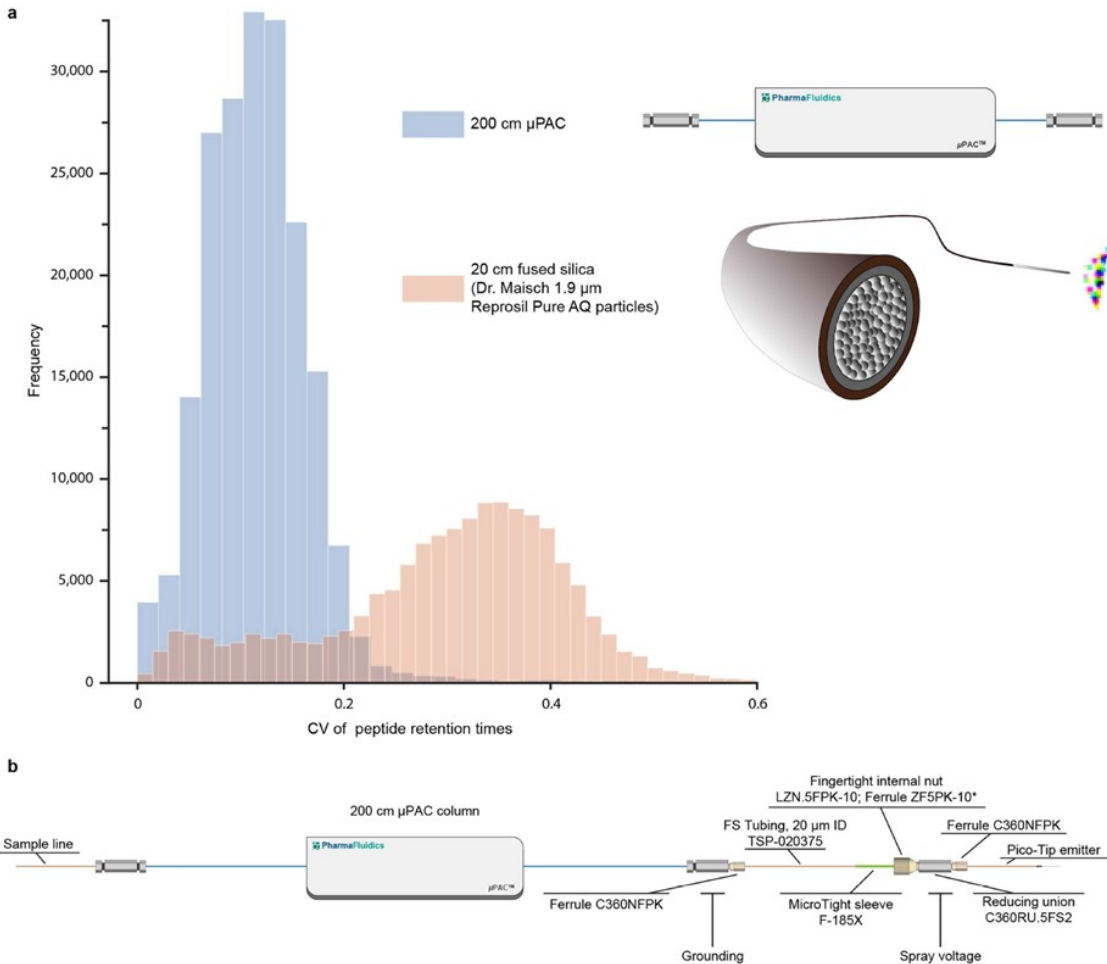 a
30,000
25,000
20,000
15,000
10,000
5,000
0
Frequency
0
0.2
0.4
0.6
CV of peptide retention times
200 cm µPAC
20 cm fused silica
(Dr. Maisch 1.9 µm
Reprosil Pure AQ particles)
PharmaFluidics
µPAC™
b
Sample line
200 cm µPAC column
PharmaFluidics
µPAC™
Ferrule C360NFPK
Grounding
FS Tubing, 20 µm ID
TSP-020375
MicroTight sleeve
F-185X
Fingertight internal nut
LZN.5FPK-10; Ferrule ZF5PK-10*
Spray voltage
Ferrule C360NFPK
Reducing union
C360RU.5FS2
Pico-Tip emitter